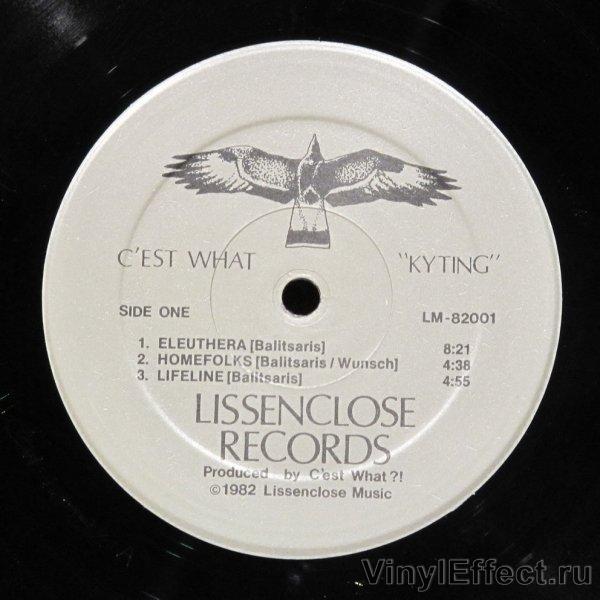 C'EST WHAT "KYTING"
SIDE ONE LM-82001
1. ELEUTHERA [Balitsaris] 8:21
2. HOMEFOLKS [Balitsaris / Wunsch] 4:38
3. LIFELINE [Balitsaris] 4:55
LISSENCLOSE
RECORDS
Produced by C'est What?!
©1982 Lissenclose Music
VinylEffect.ru